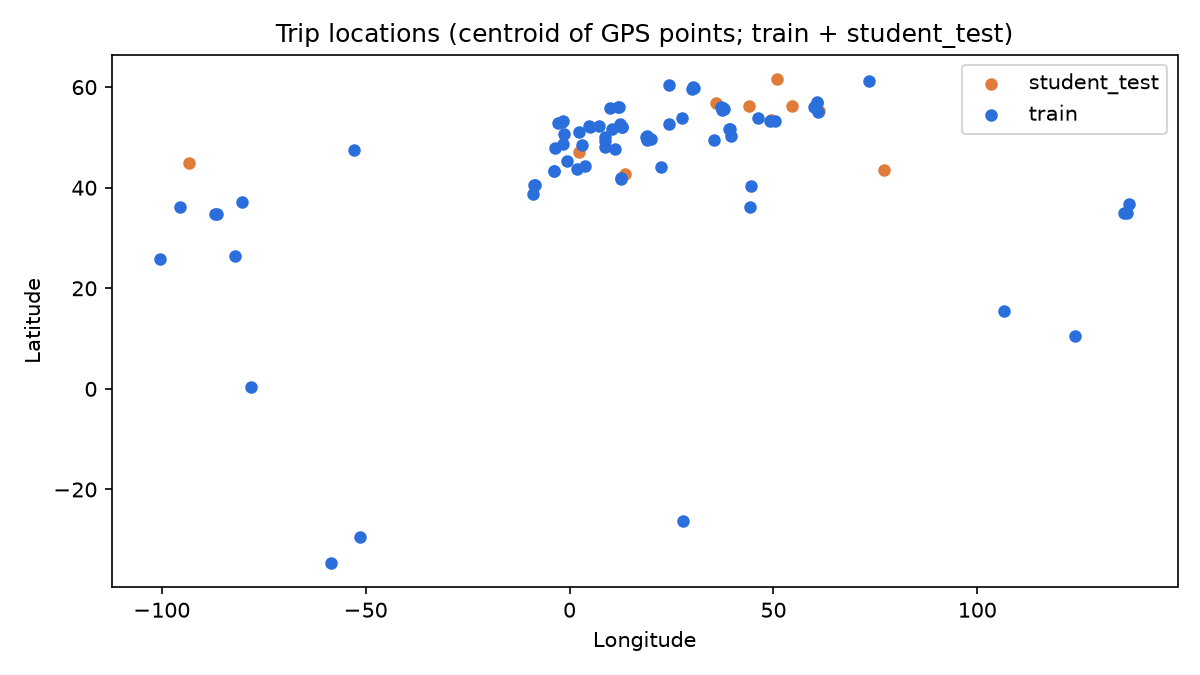 Trip locations (centroid of GPS points; train + student_test)
student_test
train
60
40
20
0
−20
Latitude
−100
−50
0
50
100
Longitude